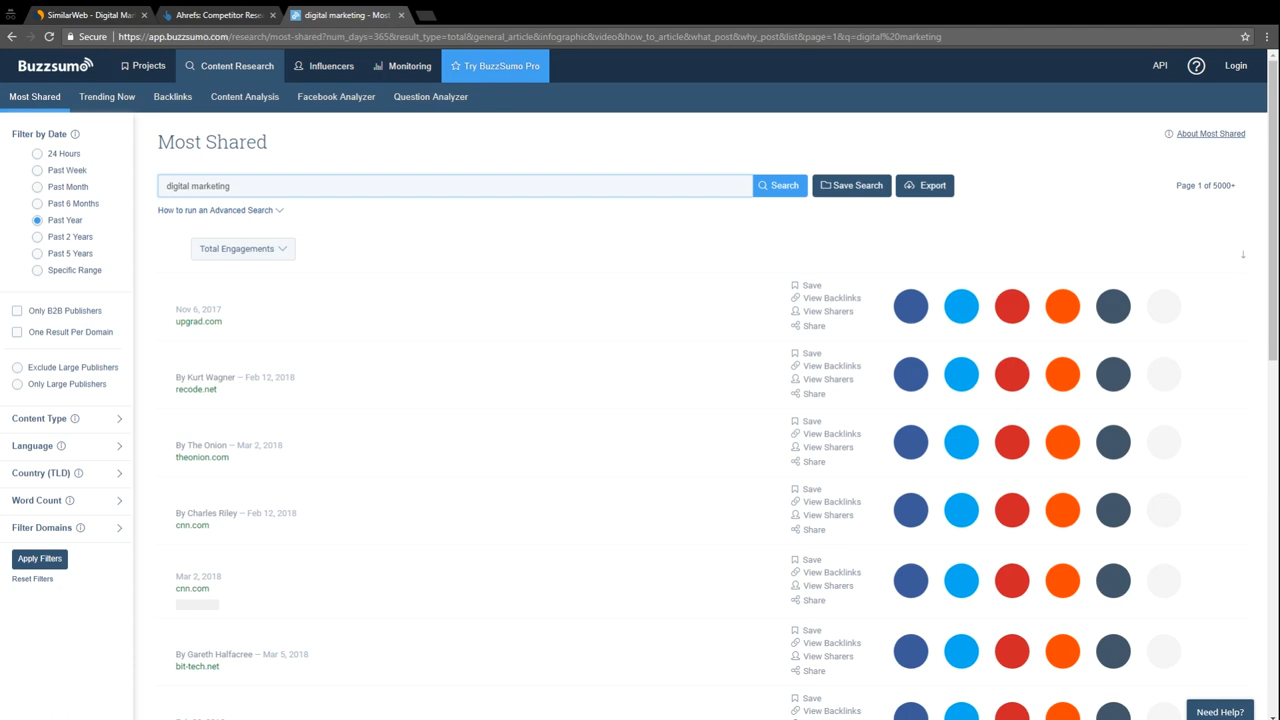 SimilarWeb - Digital Mar
Ahrefs: Competitor Rese
digital marketing - Mos
Secure
https://app.buzzsumo.com/research/most-shared?num_days=365&result_type=total&general_article&infographic&video&how_to_article&what_post&why_post&list&page=1&q=digital%20marketing
Buzzsumo
Projects
Content Research
Influencers
Monitoring
Try BuzzSumo Pro
API
?
Login
Most Shared
Trending Now
Backlinks
Content Analysis
Facebook Analyzer
Question Analyzer
Filter by Date
24 Hours
Past Week
Past Month
Past 6 Months
Past Year
Past 2 Years
Past 5 Years
Specific Range
Only B2B Publishers
One Result Per Domain
Exclude Large Publishers
Only Large Publishers
Content Type
Language
Country (TLD)
Word Count
Filter Domains
Apply Filters
Reset Filters
Most Shared
About Most Shared
digital marketing
Search
Save Search
Export
Page 1 of 5000+
How to run an Advanced Search
Total Engagements
Nov 6, 2017
upgrad.com
Save
View Backlinks
View Sharers
Share
By Kurt Wagner — Feb 12, 2018
recode.net
Save
View Backlinks
View Sharers
Share
By The Onion — Mar 2, 2018
theonion.com
Save
View Backlinks
View Sharers
Share
By Charles Riley — Feb 12, 2018
cnn.com
Save
View Backlinks
View Sharers
Share
Mar 2, 2018
cnn.com
Save
View Backlinks
View Sharers
Share
By Gareth Halfacree — Mar 5, 2018
bit-tech.net
Save
View Backlinks
View Sharers
Share
Save
View Backlinks
Need Help?